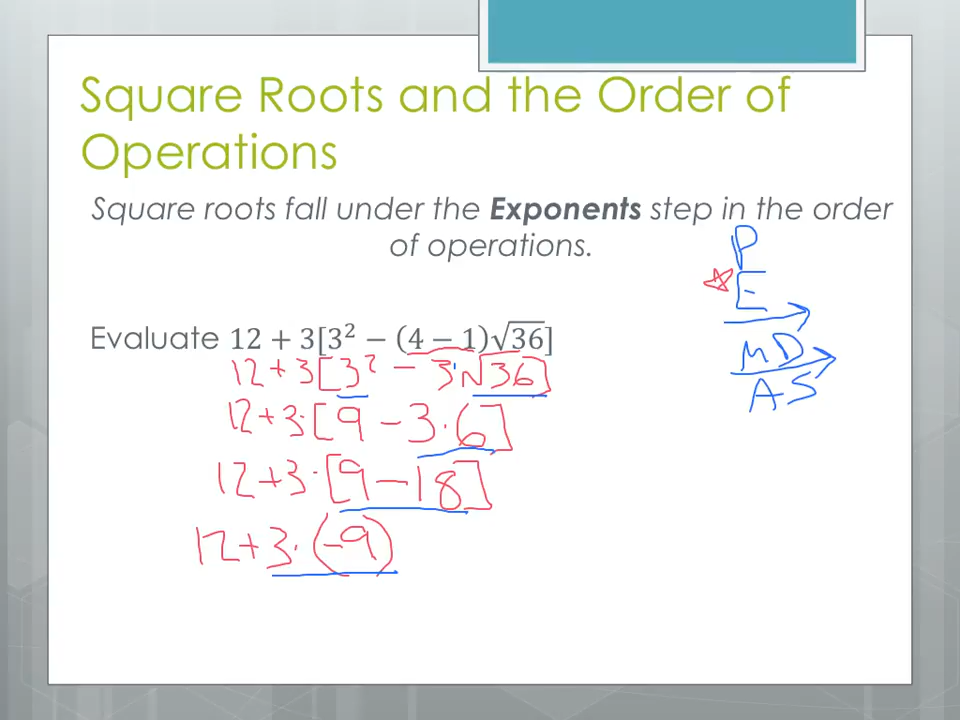 Square Roots and the Order of
Operations
Square roots fall under the Exponents step in the order
of operations.
P
E
Evaluate 12 + 3[3² − (4 − 1)√36]
MD
12 + 3[3² − 3·√36]
AS
12 + 3·[9 − 3·6]
12 + 3·[9 − 18]
12 + 3·(−9)